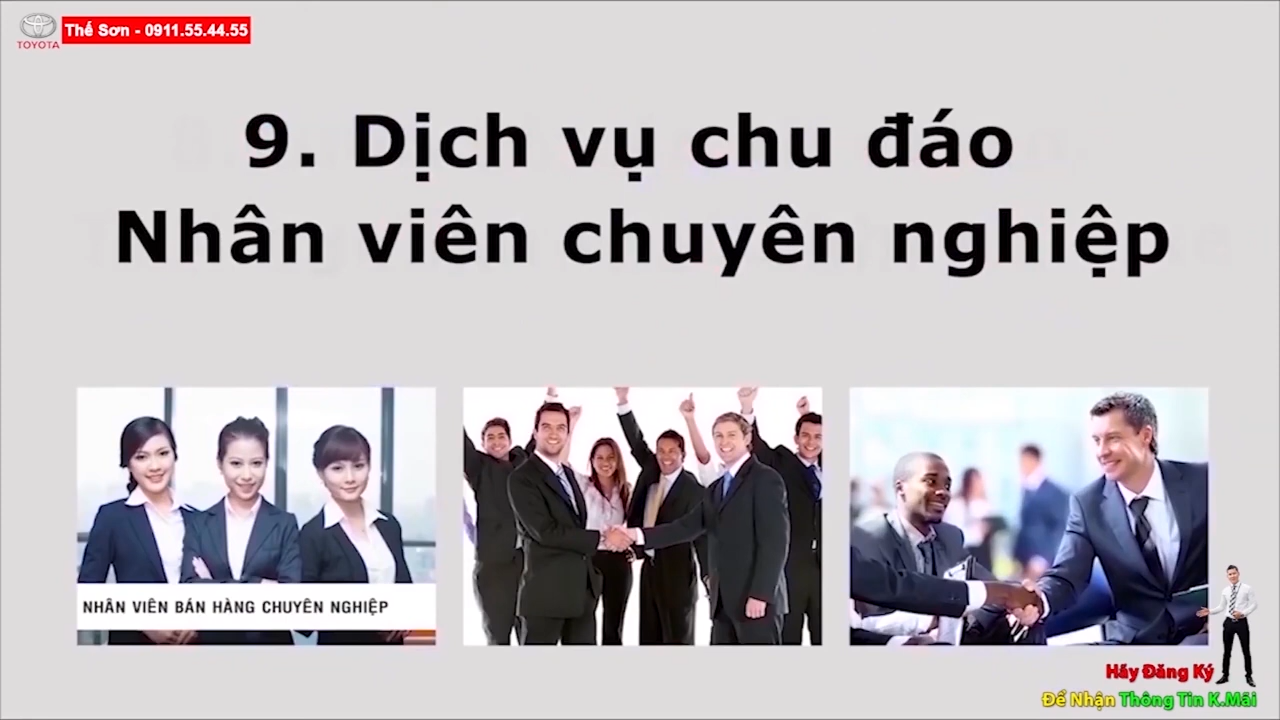 TOYOTA
Thế Sơn - 0911.55.44.55
9. Dịch vụ chu đáo
Nhân viên chuyên nghiệp
NHÂN VIÊN BÁN HÀNG CHUYÊN NGHIỆP
Hãy Đăng Ký
Để Nhận Thông Tin K.Mãi